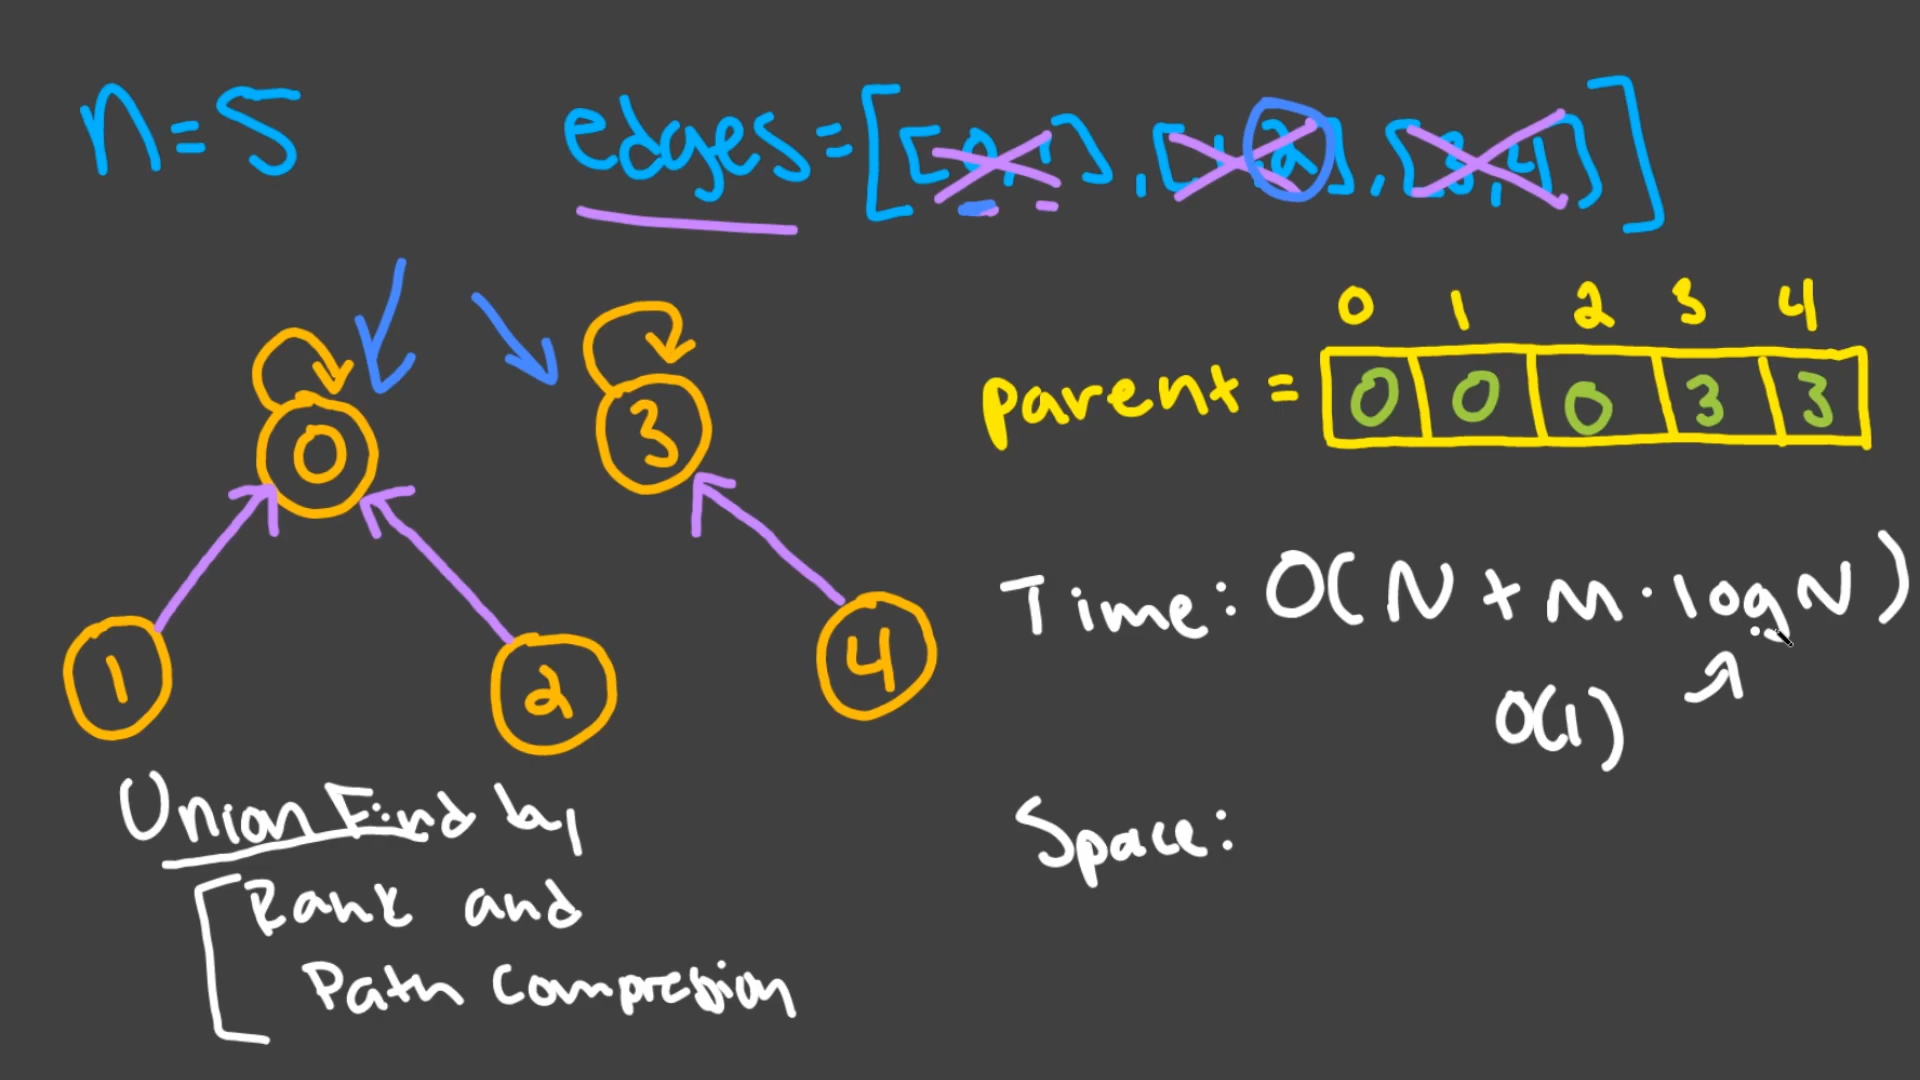 n=5
edges=[[0,1],[1,2],[3,4]]
0 1 2 3 4
parent = 0 0 0 3 3
0
3
1
2
4
Time: O(N + M · log N)
O(1)
Union Find by
Rank and
Path Compression
Space: